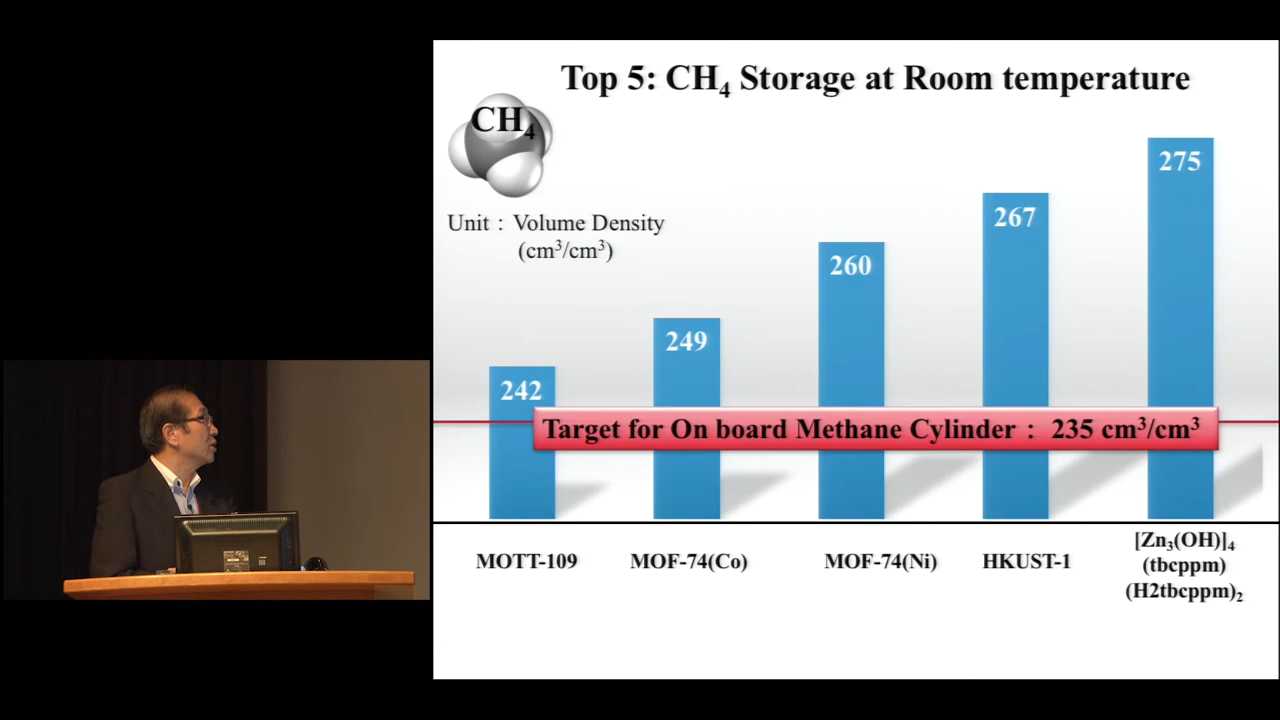 Top 5: CH₄ Storage at Room temperature
CH₄
Unit : Volume Density
(cm³/cm³)
242
249
260
267
275
Target for On board Methane Cylinder : 235 cm³/cm³
MOTT-109
MOF-74(Co)
MOF-74(Ni)
HKUST-1
[Zn₃(OH)]₄
(tbcppm)
(H2tbcppm)₂